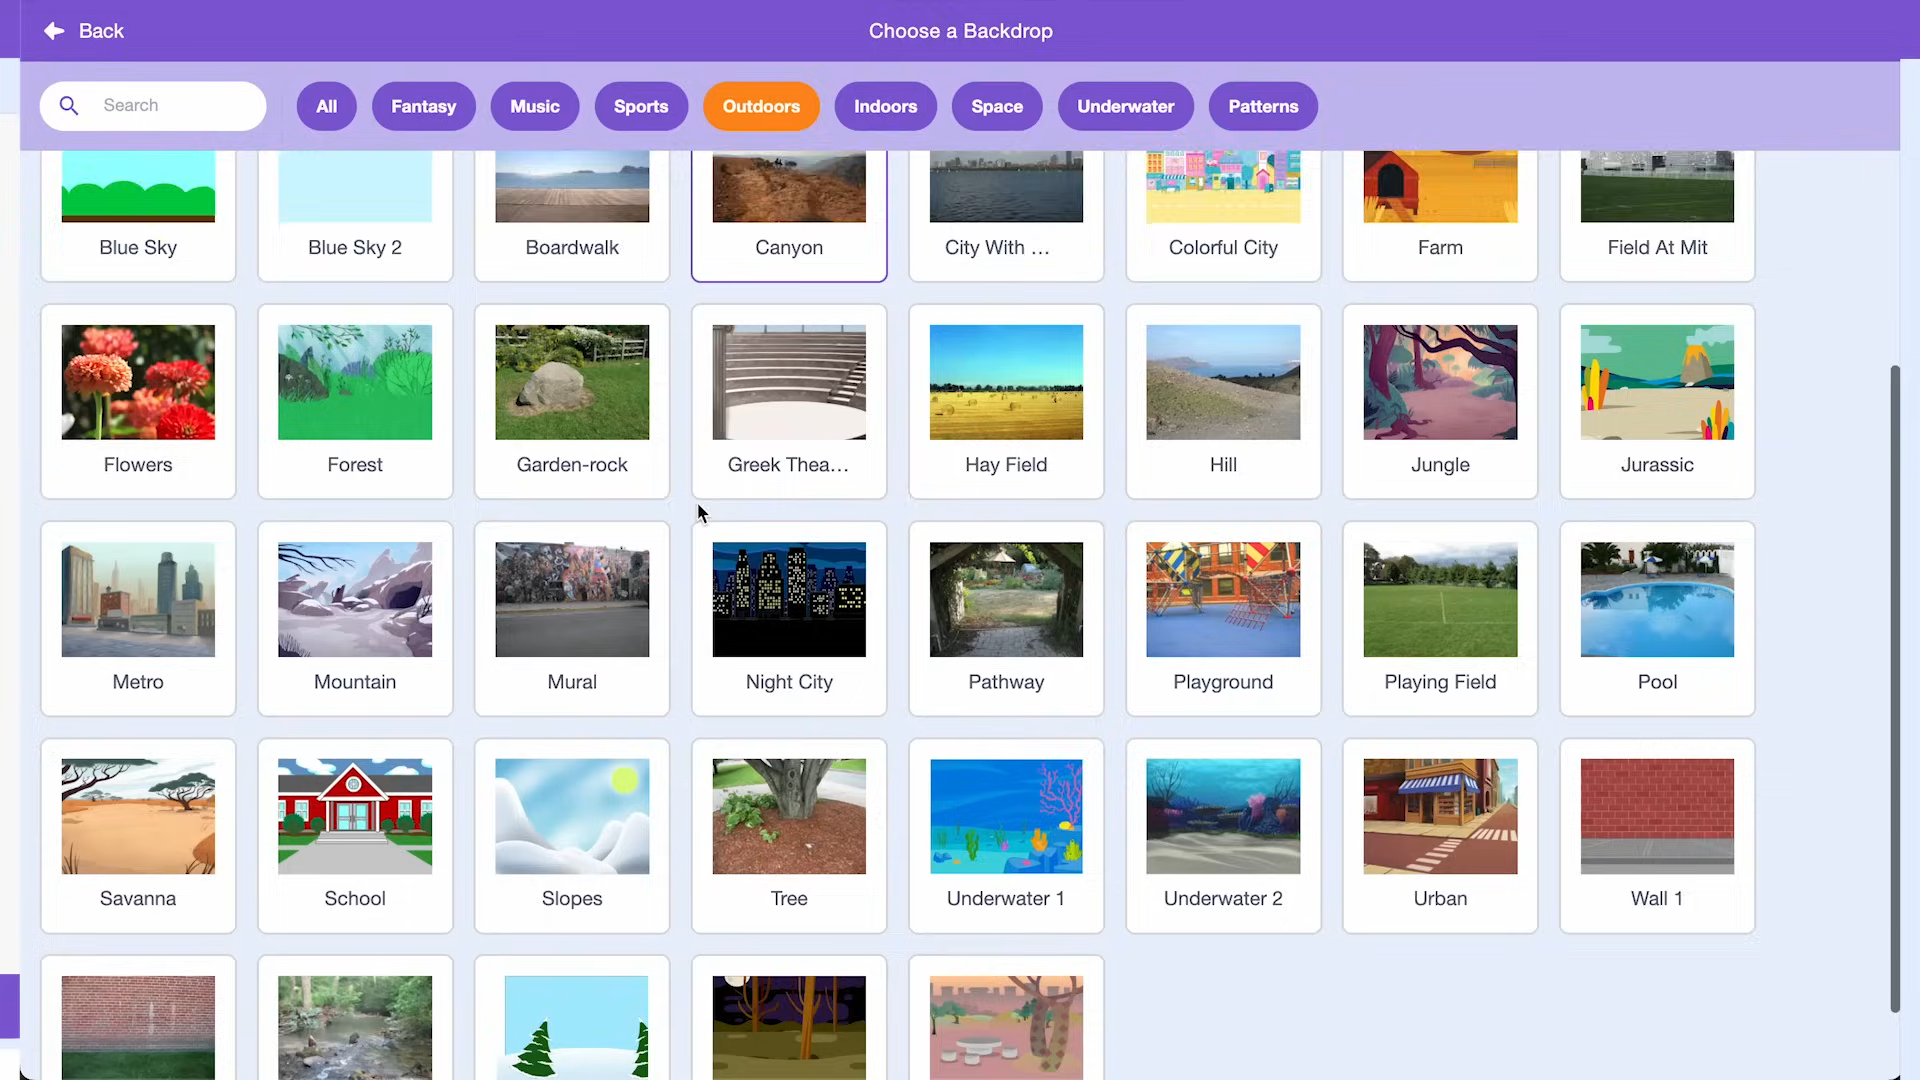 Back
Choose a Backdrop
Search
All
Fantasy
Music
Sports
Outdoors
Indoors
Space
Underwater
Patterns
Blue Sky
Blue Sky 2
Boardwalk
Canyon
City With ...
Colorful City
Farm
Field At Mit
Flowers
Forest
Garden-rock
Greek Thea...
Hay Field
Hill
Jungle
Jurassic
Metro
Mountain
Mural
Night City
Pathway
Playground
Playing Field
Pool
Savanna
School
Slopes
Tree
Underwater 1
Underwater 2
Urban
Wall 1